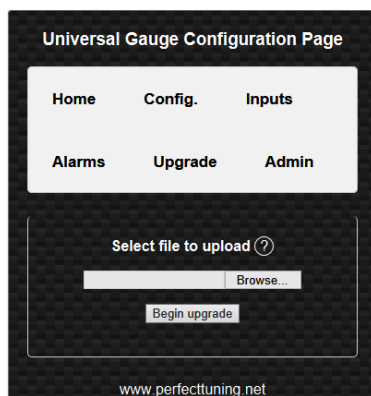 Universal Gauge Configuration Page
Home Config. Inputs
Alarms Upgrade Admin
Select file to upload ?
Browse...
Begin upgrade
www.perfecttuning.net